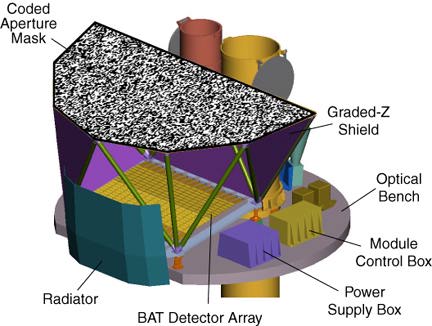 Coded
Aperture
Mask
Graded-Z
Shield
Optical
Bench
Module
Control Box
Power
Supply Box
BAT Detector Array
Radiator